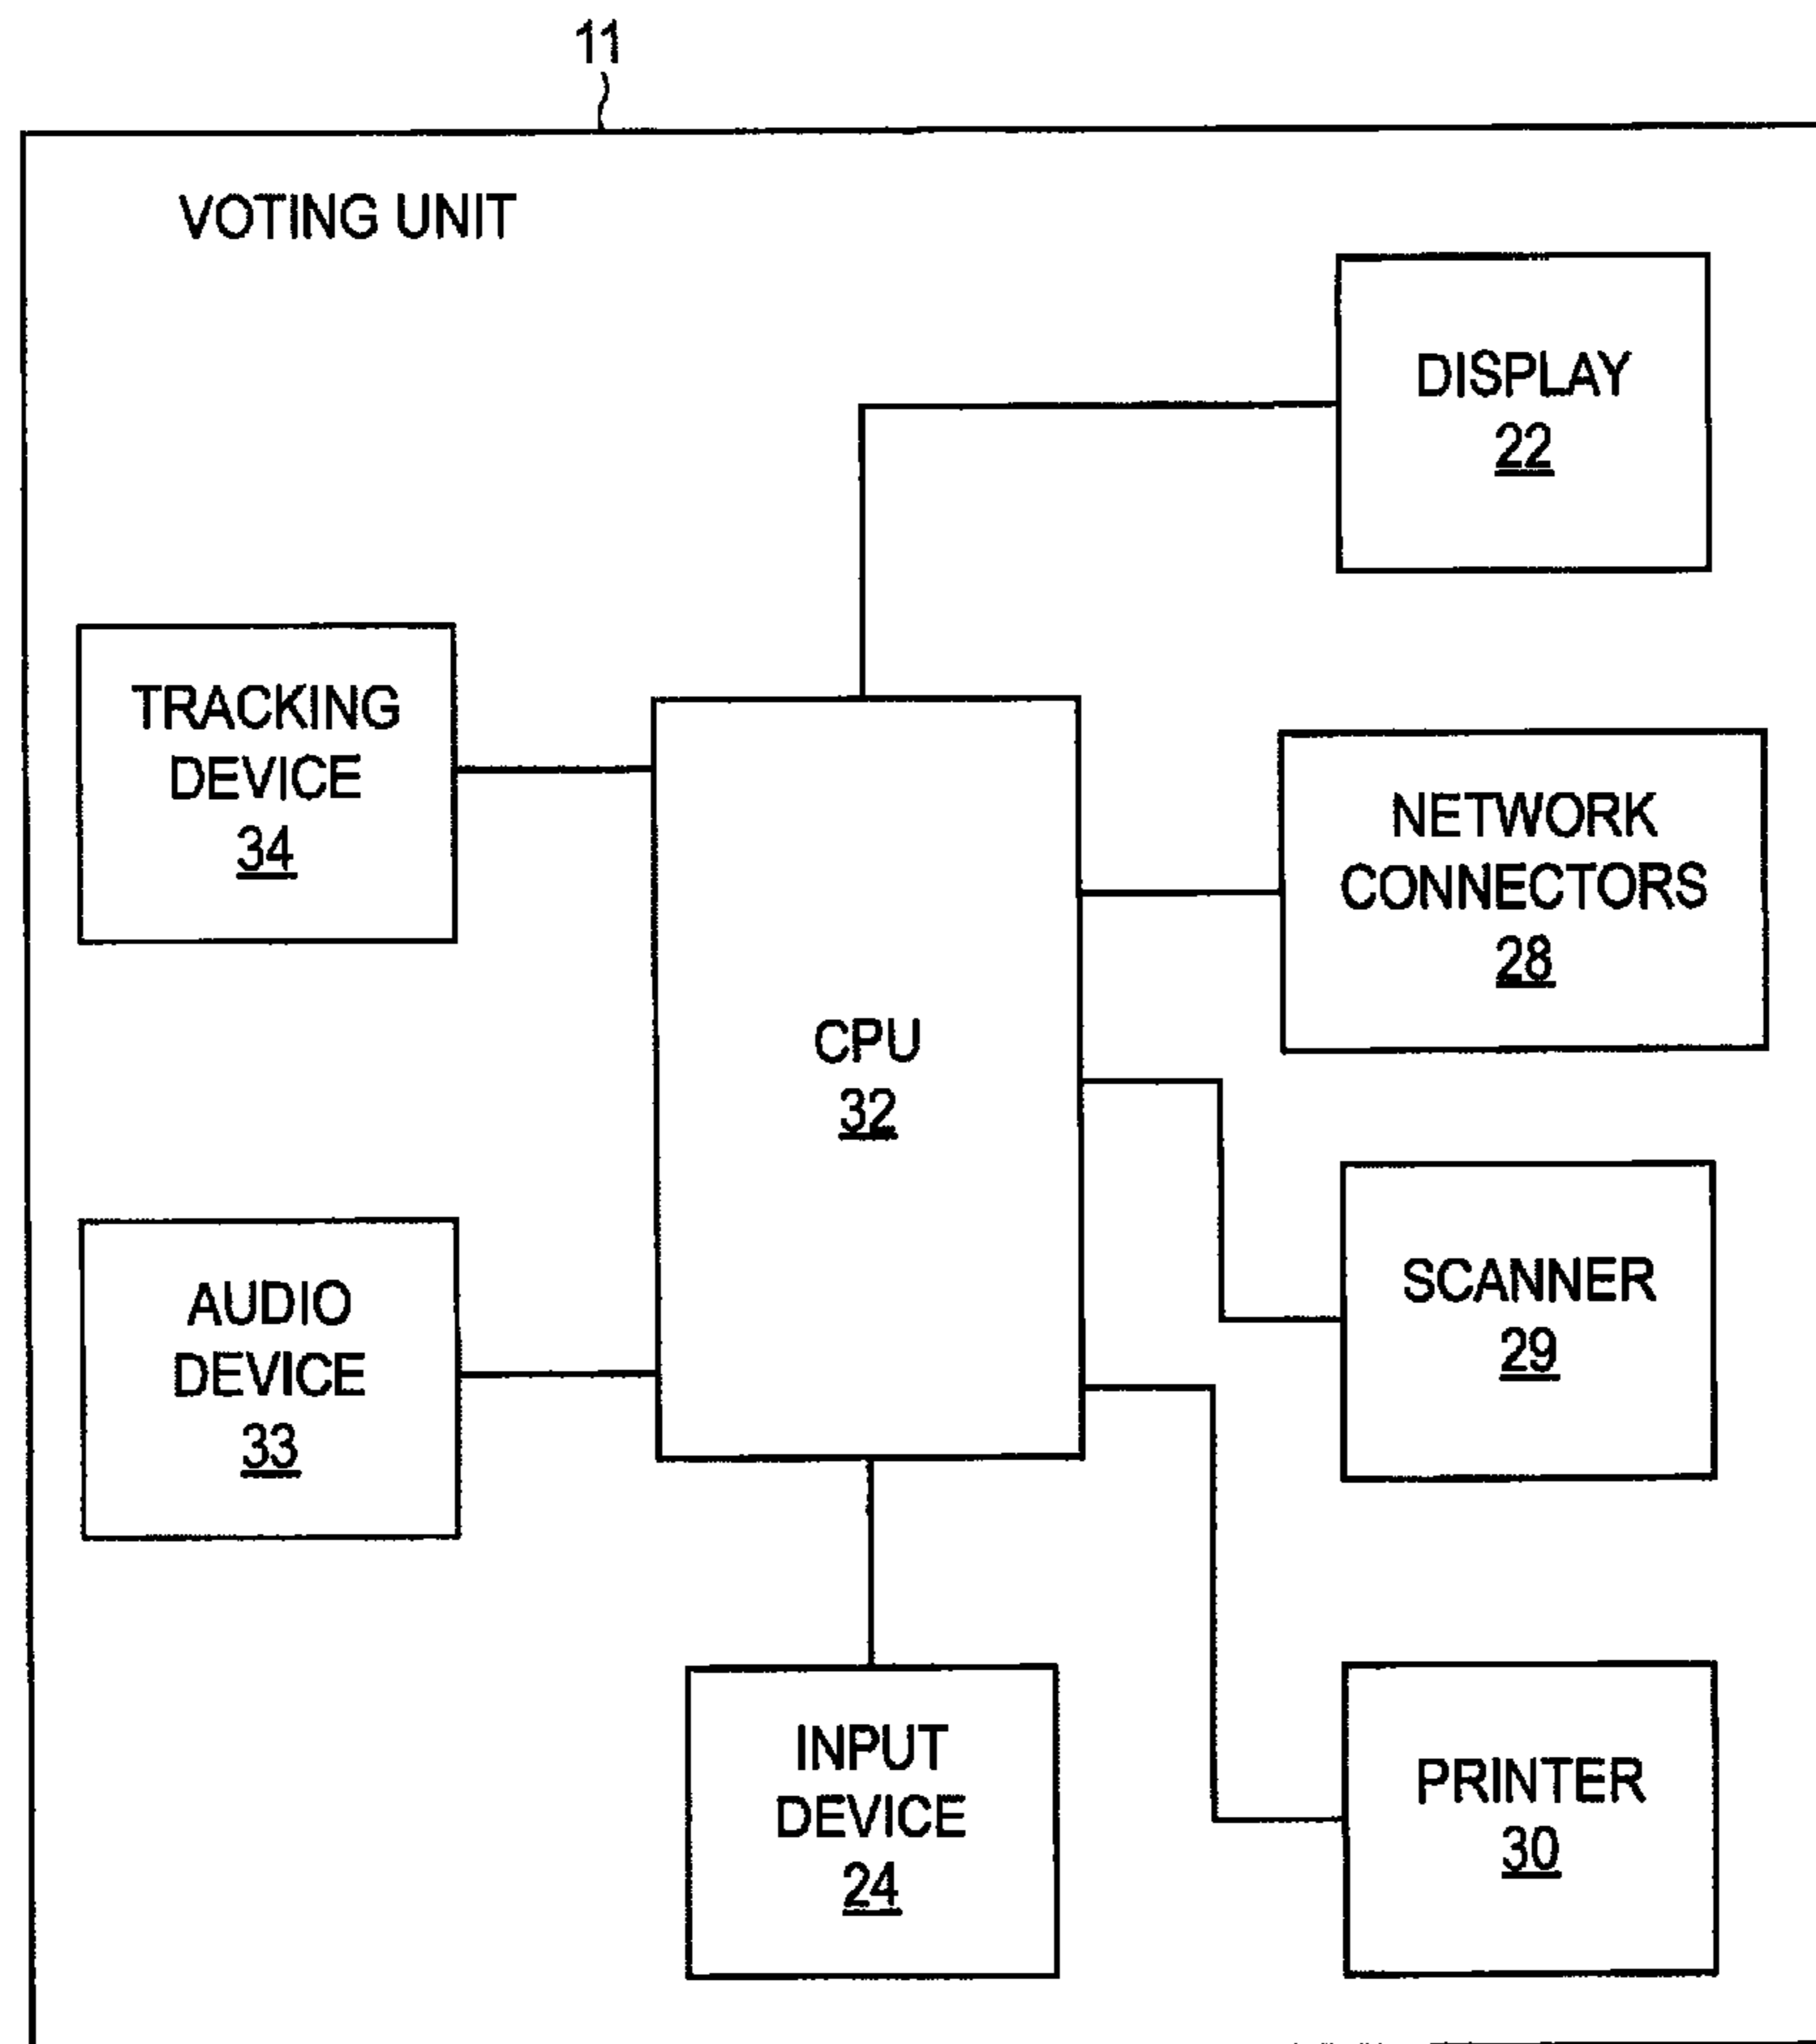 11
VOTING UNIT
DISPLAY
22
TRACKING
DEVICE
34
NETWORK
CONNECTORS
28
CPU
32
AUDIO
DEVICE
33
SCANNER
29
INPUT
DEVICE
24
PRINTER
30